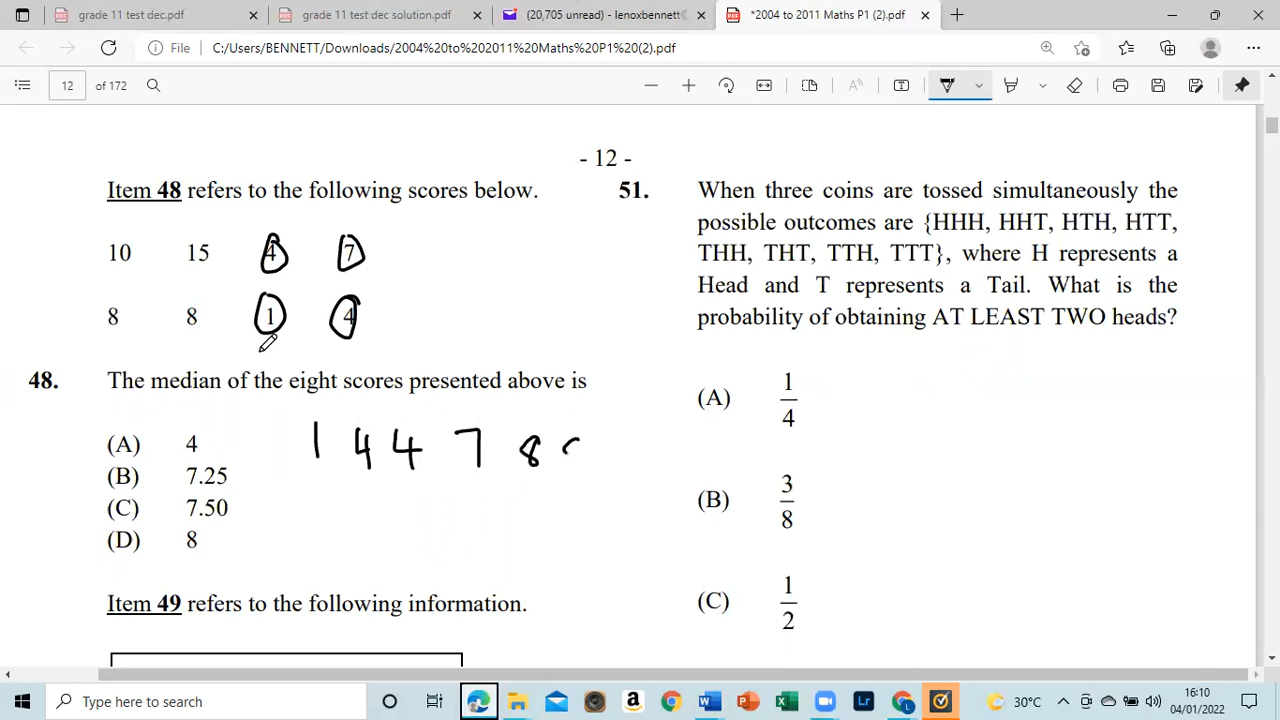 grade 11 test dec.pdf
grade 11 test dec solution.pdf
(20,705 unread) - lenoxbennett
*2004 to 2011 Maths P1 (2).pdf
File
C:/Users/BENNETT/Downloads/2004%20to%202011%20Maths%20P1%20(2).pdf
12 of 172
- 12 -
Item 48 refers to the following scores below.
10 15 4 7
8 8 1 4
48. The median of the eight scores presented above is
(A) 4
(B) 7.25
(C) 7.50
(D) 8
1 4 4 7 8
Item 49 refers to the following information.
51. When three coins are tossed simultaneously the
possible outcomes are {HHH, HHT, HTH, HTT,
THH, THT, TTH, TTT}, where H represents a
Head and T represents a Tail. What is the
probability of obtaining AT LEAST TWO heads?
(A) 1/4
(B) 3/8
(C) 1/2
Type here to search
30°C
16:10
04/01/2022